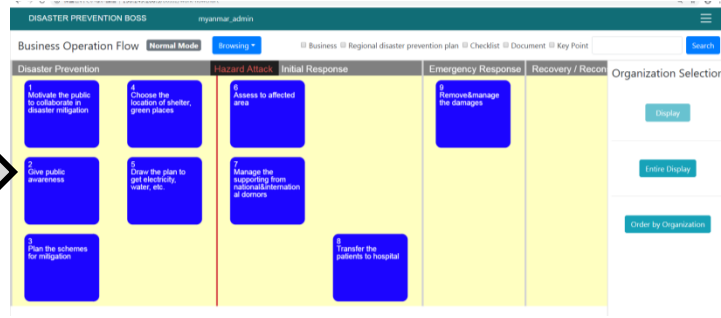 DISASTER PREVENTION BOSS myanmar_admin
Business Operation Flow Normal Mode Browsing Business Regional disaster prevention plan Checklist Document Key Point Search
Disaster Prevention Hazard Attack Initial Response Emergency Response Recovery / Recon
Organization Selection
1
Motivate the public
to collaborate in
disaster mitigation
4
Choose the
location of shelter,
green places
6
Assess to affected
area
9
Remove&manage
the damages
Display
2
Give public
awareness
5
Draw the plan to
get electricity,
water, etc.
7
Manage the
supporting from
national&internation
al dornors
Entire Display
3
Plan the schemes
for mitigation
8
Transfer the
patients to hospital
Order by Organization